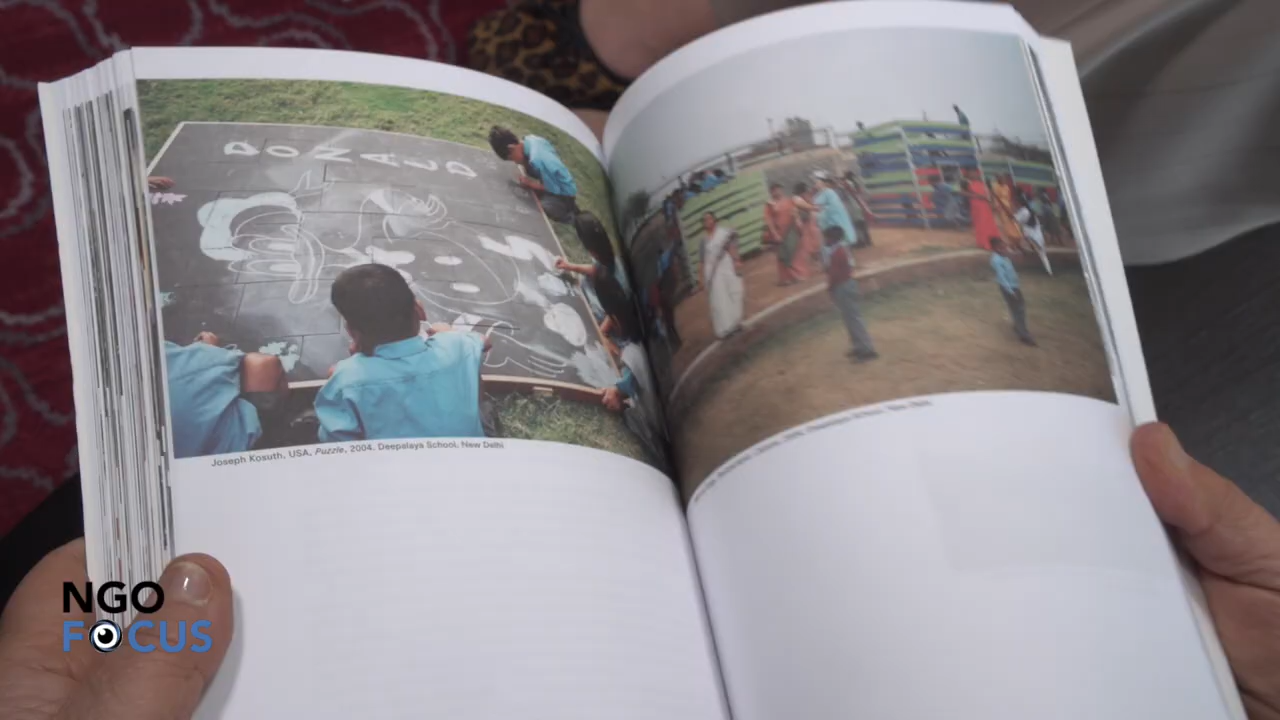 DONALD
Joseph Kosuth, USA, Puzzle, 2004, Deepalaya School, New Delhi
NGO
FOCUS